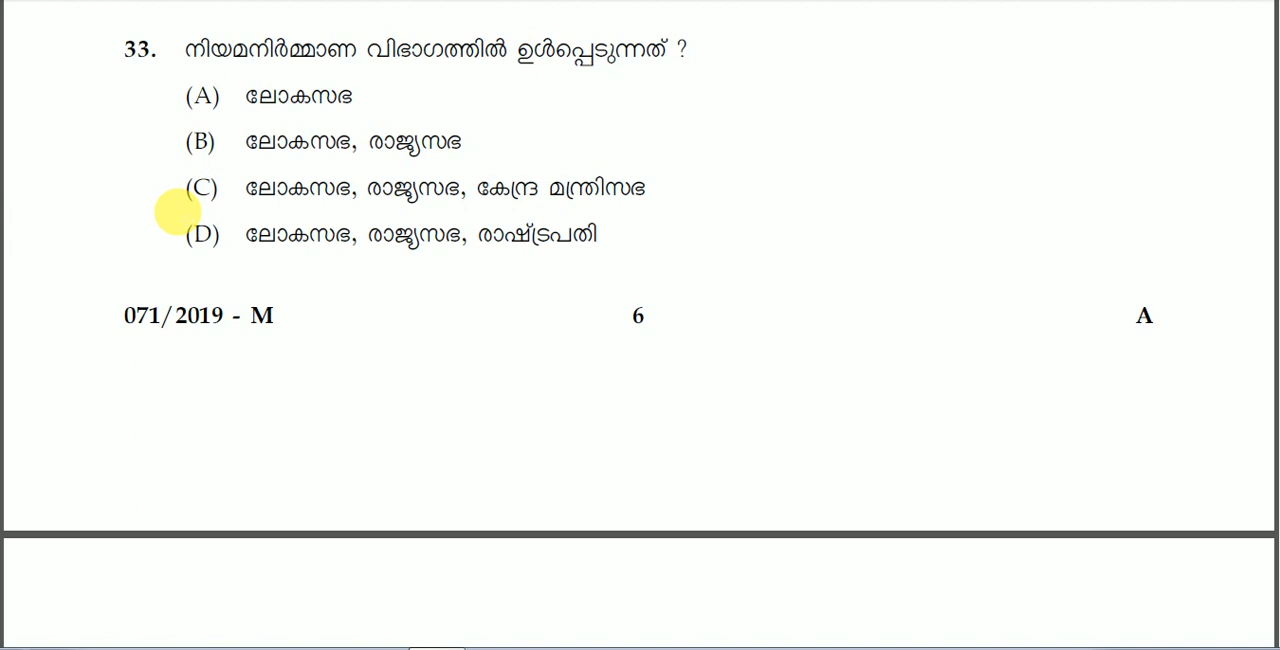 33. നിയമനിർമ്മാണ വിഭാഗത്തിൽ ഉൾപ്പെടുന്നത് ?
(A) ലോകസഭ
(B) ലോകസഭ, രാജ്യസഭ
(C) ലോകസഭ, രാജ്യസഭ, കേന്ദ്ര മന്ത്രിസഭ
(D) ലോകസഭ, രാജ്യസഭ, രാഷ്ട്രപതി
071/2019 - M 6 A